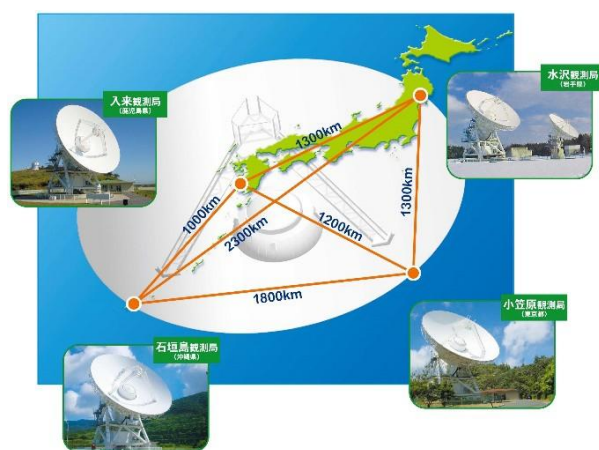 入来観測局
(鹿児島県)
水沢観測局
(岩手県)
1300km
1000km
2300km
1200km
1300km
1800km
石垣島観測局
(沖縄県)
小笠原観測局
(東京都)